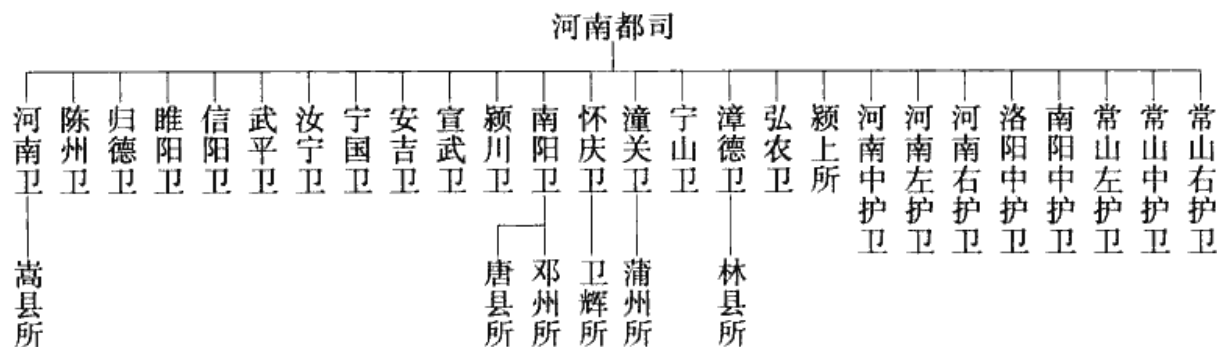 河南都司
河南卫
陈州卫
归德卫
睢阳卫
信阳卫
武平卫
汝宁卫
宁国卫
安吉卫
宣武卫
颍川卫
南阳卫
怀庆卫
潼关卫
宁山卫
漳德卫
弘农卫
颍上所
河南中护卫
河南左护卫
河南右护卫
洛阳中护卫
南阳中护卫
常山左护卫
常山中护卫
常山右护卫
嵩县所
唐县所
邓州所
卫辉所
蒲州所
林县所